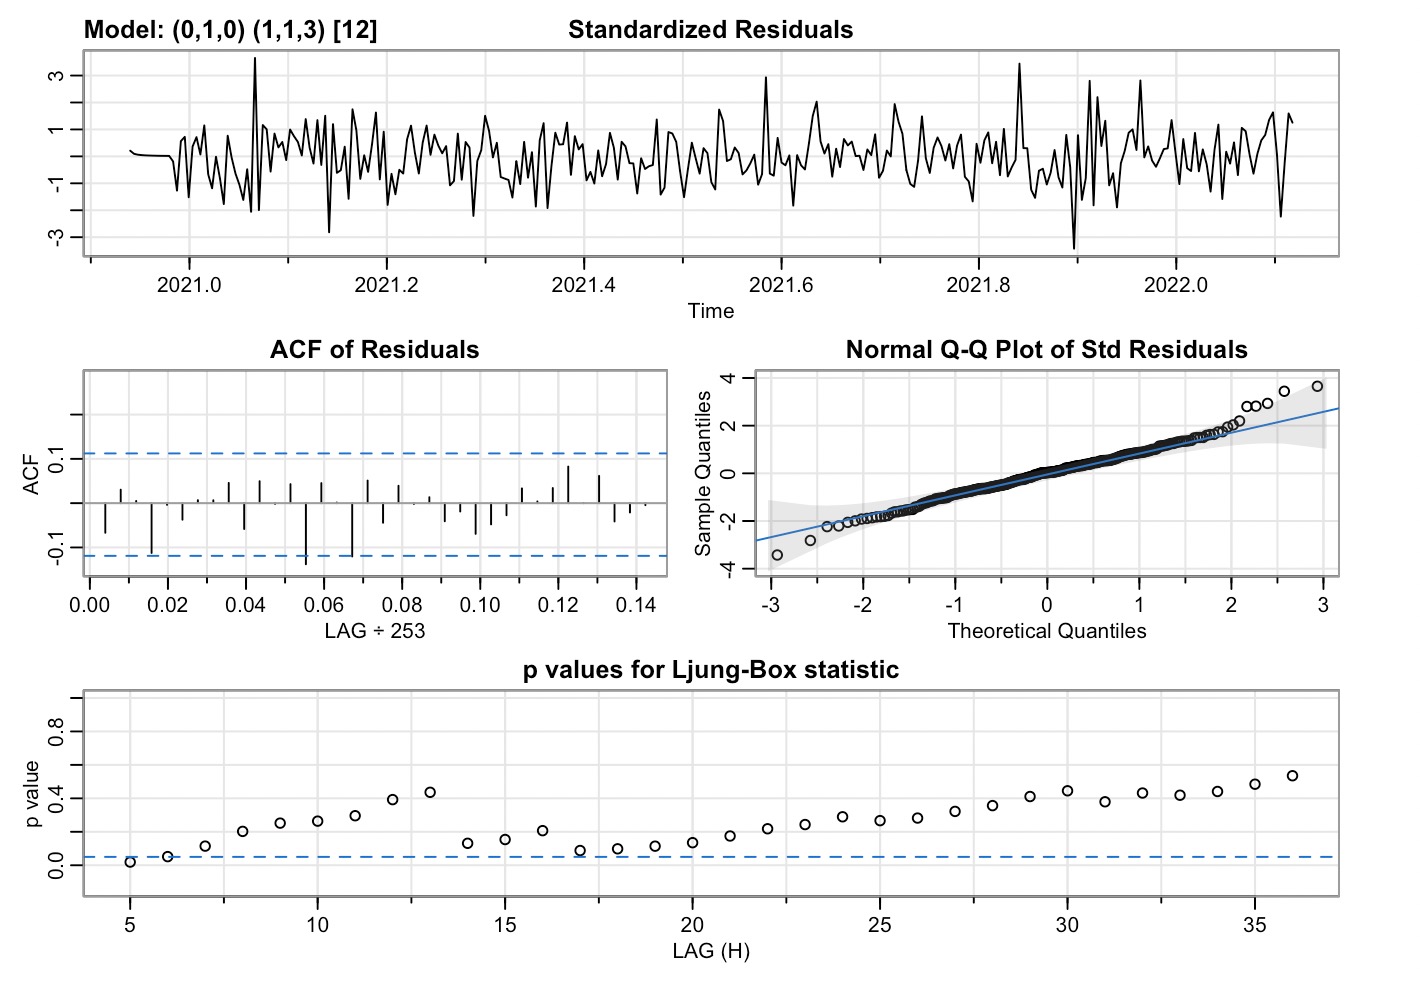 Model: (0,1,0) (1,1,3) [12]
Standardized Residuals
3
1
-1
-3
2021.0 2021.2 2021.4 2021.6 2021.8 2022.0
Time
ACF of Residuals
ACF
0.1
-0.1
0.00 0.02 0.04 0.06 0.08 0.10 0.12 0.14
LAG ÷ 253
Normal Q-Q Plot of Std Residuals
Sample Quantiles
4
2
0
-2
-4
-3 -2 -1 0 1 2 3
Theoretical Quantiles
p values for Ljung-Box statistic
p value
0.8
0.4
0.0
5 10 15 20 25 30 35
LAG (H)